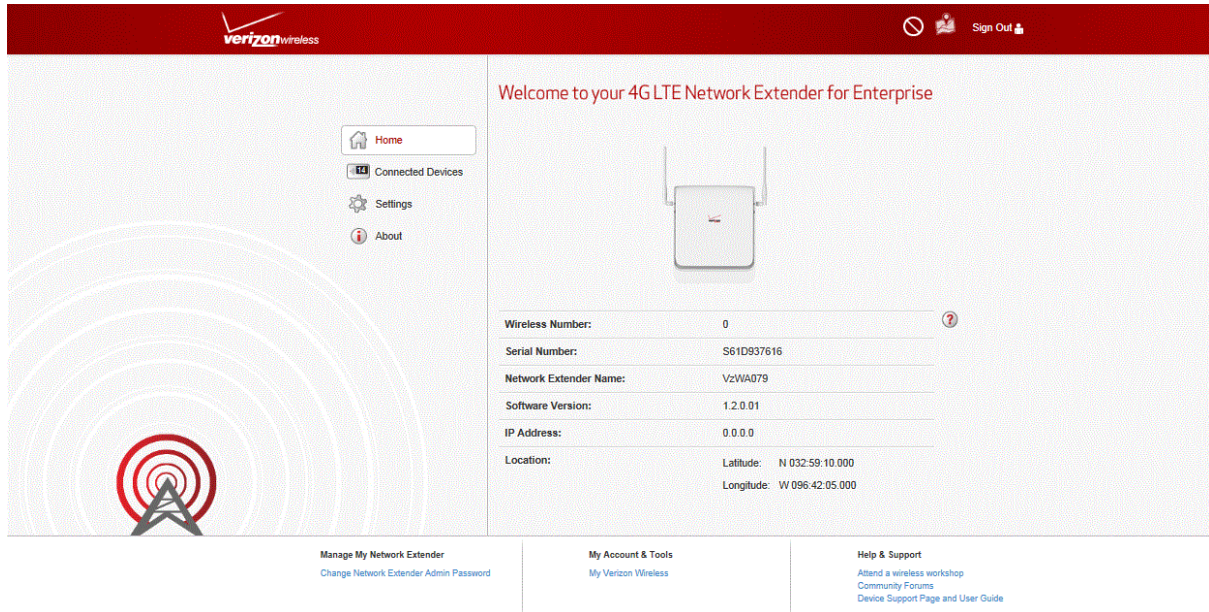 verizonwireless
Sign Out
Welcome to your 4G LTE Network Extender for Enterprise
Home
14
Connected Devices
Settings
i
About
Wireless Number: 0
?
Serial Number: S61D937616
Network Extender Name: VzWA079
Software Version: 1.2.0.01
IP Address: 0.0.0.0
Location: Latitude: N 032:59:10.000
Longitude: W 096:42:05.000
Manage My Network Extender
Change Network Extender Admin Password
My Account & Tools
My Verizon Wireless
Help & Support
Attend a wireless workshop
Community Forums
Device Support Page and User Guide